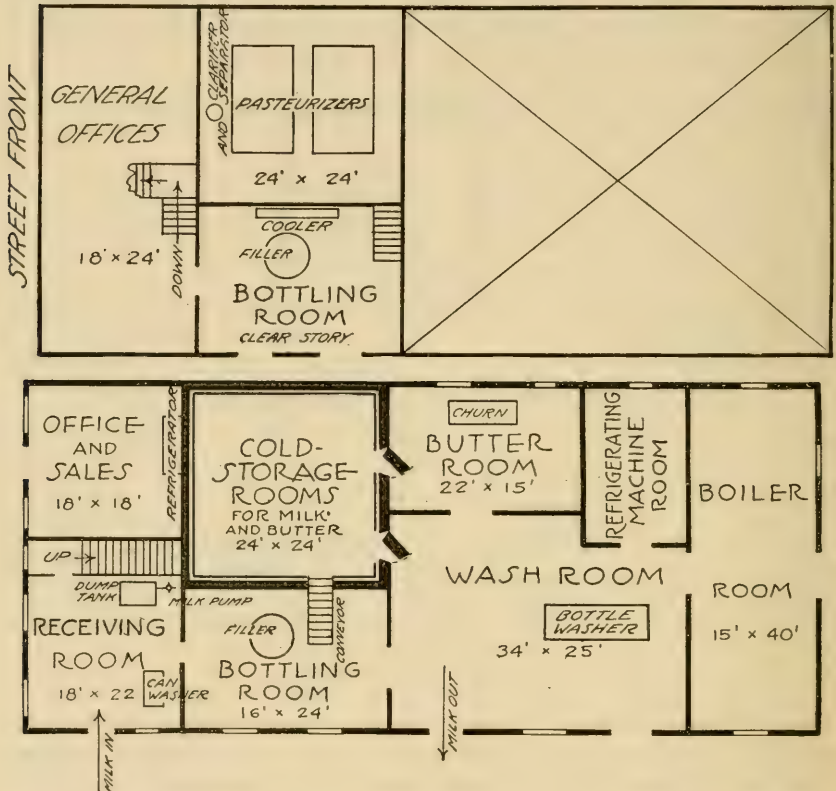 STREET FRONT
GENERAL
OFFICES
18' × 24'
DOWN
CLARIFIER
AND SEPARATOR
PASTEURIZERS
24' × 24'
COOLER
FILLER
BOTTLING
ROOM
CLEAR STORY
OFFICE
AND
SALES
18' × 18'
REFRIGERATOR
UP
DUMP
TANK
MILK PUMP
RECEIVING
ROOM
18' × 22
CAN
WASHER
MILK IN
COLD-
STORAGE
ROOMS
FOR MILK
AND BUTTER
24' × 24'
FILLER
CONVEYOR
BOTTLING
ROOM
16' × 24'
CHURN
BUTTER
ROOM
22' × 15'
REFRIGERATING
MACHINE
ROOM
WASH ROOM
BOTTLE
WASHER
34' × 25'
MILK OUT
BOILER
ROOM
15' × 40'